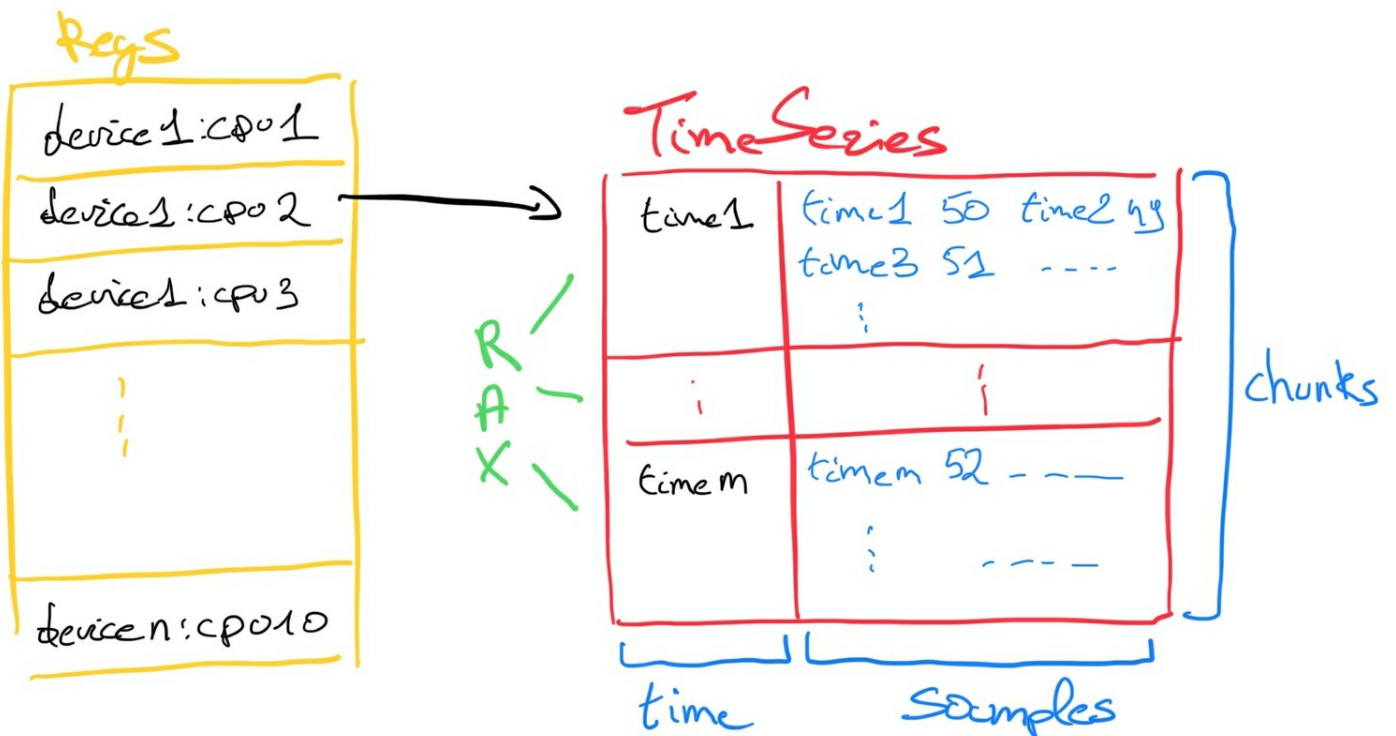 Keys
device1:cpu1
device1:cpu2
device1:cpu3
devicen:cpu10
R
A
X
TimeSeries
time1
time1 50 time2 49
time3 51 ----
timem
timem 52 ----
----
chunks
time
samples